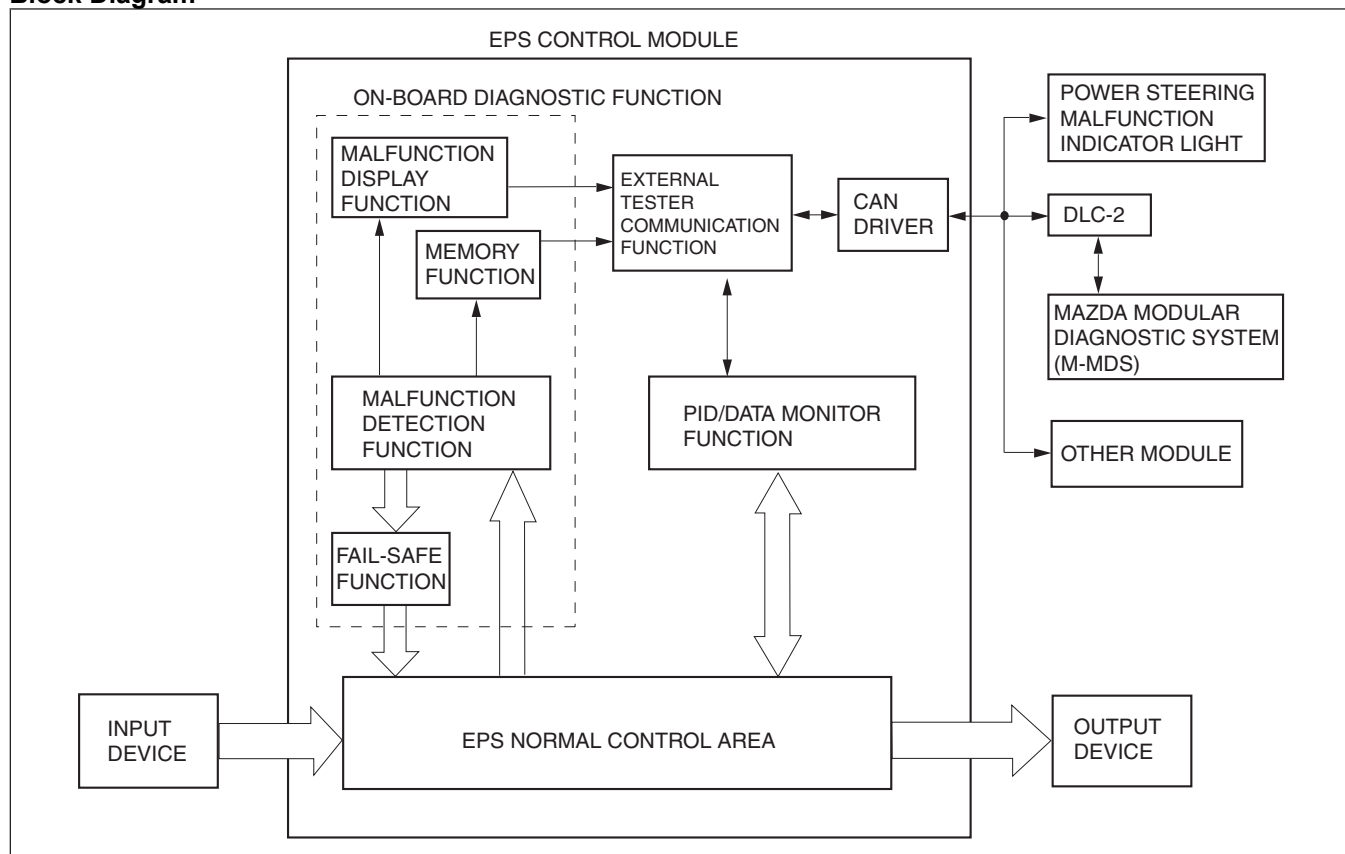 Block Diagram
EPS CONTROL MODULE
ON-BOARD DIAGNOSTIC FUNCTION
MALFUNCTION
DISPLAY
FUNCTION
MEMORY
FUNCTION
EXTERNAL
TESTER
COMMUNICATION
FUNCTION
CAN
DRIVER
POWER STEERING
MALFUNCTION
INDICATOR LIGHT
DLC-2
MAZDA MODULAR
DIAGNOSTIC SYSTEM
(M-MDS)
MALFUNCTION
DETECTION
FUNCTION
PID/DATA MONITOR
FUNCTION
OTHER MODULE
FAIL-SAFE
FUNCTION
INPUT
DEVICE
EPS NORMAL CONTROL AREA
OUTPUT
DEVICE